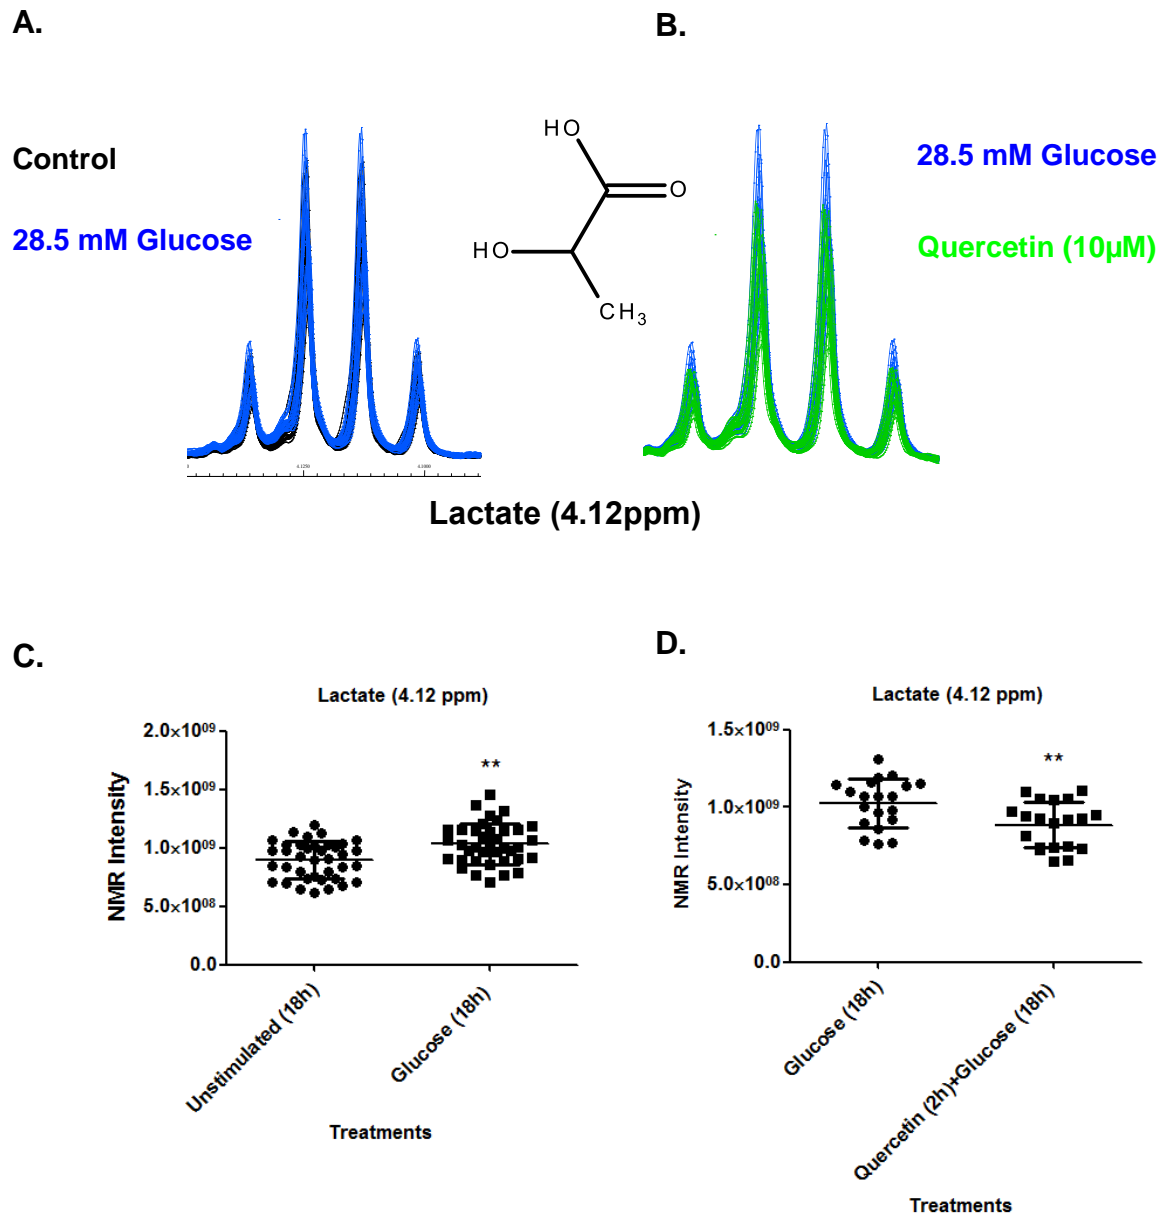 A.
B.
Control
28.5 mM Glucose
HO
O
HO
CH3
28.5 mM Glucose
Quercetin (10µM)
Lactate (4.12ppm)
C.
D.
Lactate (4.12 ppm)
2.0×10⁰⁹
1.5×10⁰⁹
1.0×10⁰⁹
5.0×10⁰⁸
0.0
NMR Intensity
**
Unstimulated (18h)
Glucose (18h)
Treatments
Lactate (4.12 ppm)
1.5×10⁰⁹
1.0×10⁰⁹
5.0×10⁰⁸
0.0
NMR Intensity
**
Glucose (18h)
Quercetin (2h)+Glucose (18h)
Treatments